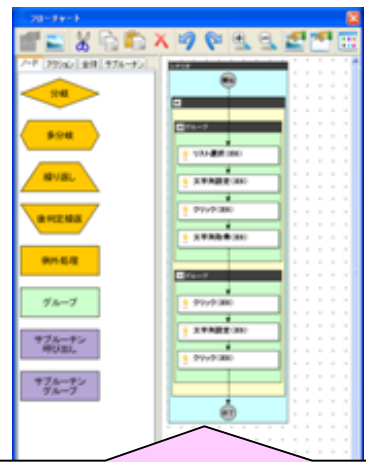 フローチャート
ノード アクション 全体 サブルーチン
分岐
多分岐
繰り返し
後判定繰返
例外処理
グループ
サブルーチン
呼び出し
サブルーチン
グループ
シナリオ
開始
グループ
リスト選択
文字列設定
クリック
グループ
クリック
文字列設定
クリック
終了